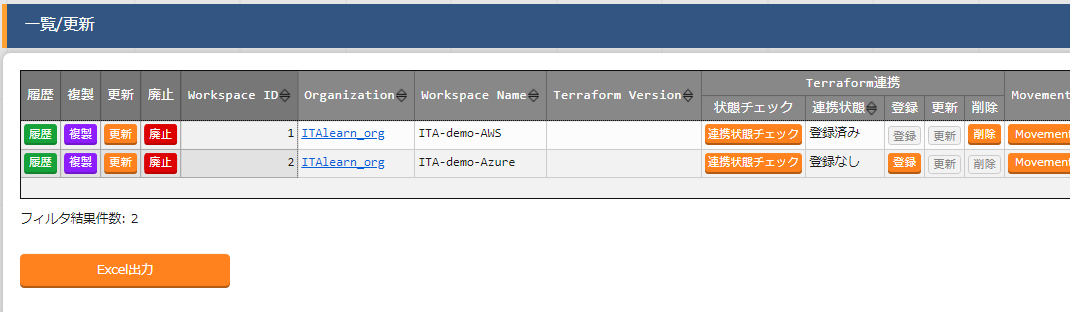 一覧/更新
Terraform連携
履歴 複製 更新 廃止 Workspace ID Organization Workspace Name Terraform Version 状態チェック 連携状態 登録 更新 削除 Movement
履歴 複製 更新 廃止 1 ITAlearn_org ITA-demo-AWS 連携状態チェック 登録済み 登録 更新 削除 Movement
履歴 複製 更新 廃止 2 ITAlearn_org ITA-demo-Azure 連携状態チェック 登録なし 登録 更新 削除 Movement
フィルタ結果件数: 2
Excel出力